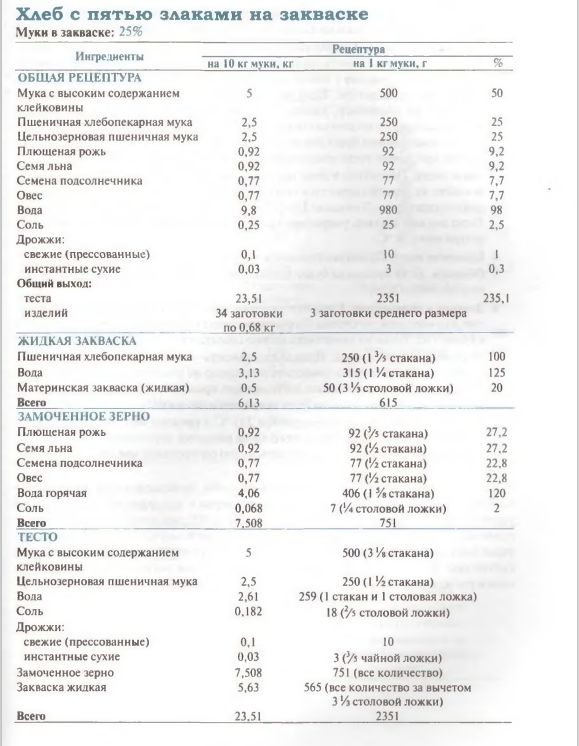 Хлеб с пятью злаками на закваске
Муки в закваске: 25%
Ингредиенты Рецептура
на 10 кг муки, кг на 1 кг муки, г %
ОБЩАЯ РЕЦЕПТУРА
Мука с высоким содержанием клейковины 5 500 50
Пшеничная хлебопекарная мука 2,5 250 25
Цельнозерновая пшеничная мука 2,5 250 25
Плющеная рожь 0,92 92 9,2
Семя льна 0,92 92 9,2
Семена подсолнечника 0,77 77 7,7
Овес 0,77 77 7,7
Вода 9,8 980 98
Соль 0,25 25 2,5
Дрожжи:
свежие (прессованные) 0,1 10 1
инстантные сухие 0,03 3 0,3
Общий выход:
теста 23,51 2351 235,1
изделий 34 заготовки 3 заготовки среднего размера
по 0,68 кг
ЖИДКАЯ ЗАКВАСКА
Пшеничная хлебопекарная мука 2,5 250 (1 3/5 стакана) 100
Вода 3,13 315 (1 1/4 стакана) 125
Материнская закваска (жидкая) 0,5 50 (3 1/3 столовой ложки) 20
Всего 6,13 615
ЗАМОЧЕННОЕ ЗЕРНО
Плющеная рожь 0,92 92 (3/5 стакана) 27,2
Семя льна 0,92 92 (1/2 стакана) 27,2
Семена подсолнечника 0,77 77 (1/2 стакана) 22,8
Овес 0,77 77 (1/2 стакана) 22,8
Вода горячая 4,06 406 (1 5/8 стакана) 120
Соль 0,068 7 (1/4 столовой ложки) 2
Всего 7,508 751
ТЕСТО
Мука с высоким содержанием клейковины 5 500 (3 1/8 стакана)
Цельнозерновая пшеничная мука 2,5 250 (1 1/2 стакана)
Вода 2,61 259 (1 стакан и 1 столовая ложка)
Соль 0,182 18 (2/5 столовой ложки)
Дрожжи:
свежие (прессованные) 0,1 10
инстантные сухие 0,03 3 (3/5 чайной ложки)
Замоченное зерно 7,508 751 (все количество)
Закваска жидкая 5,63 565 (все количество за вычетом
3 1/3 столовой ложки)
Всего 23,51 2351